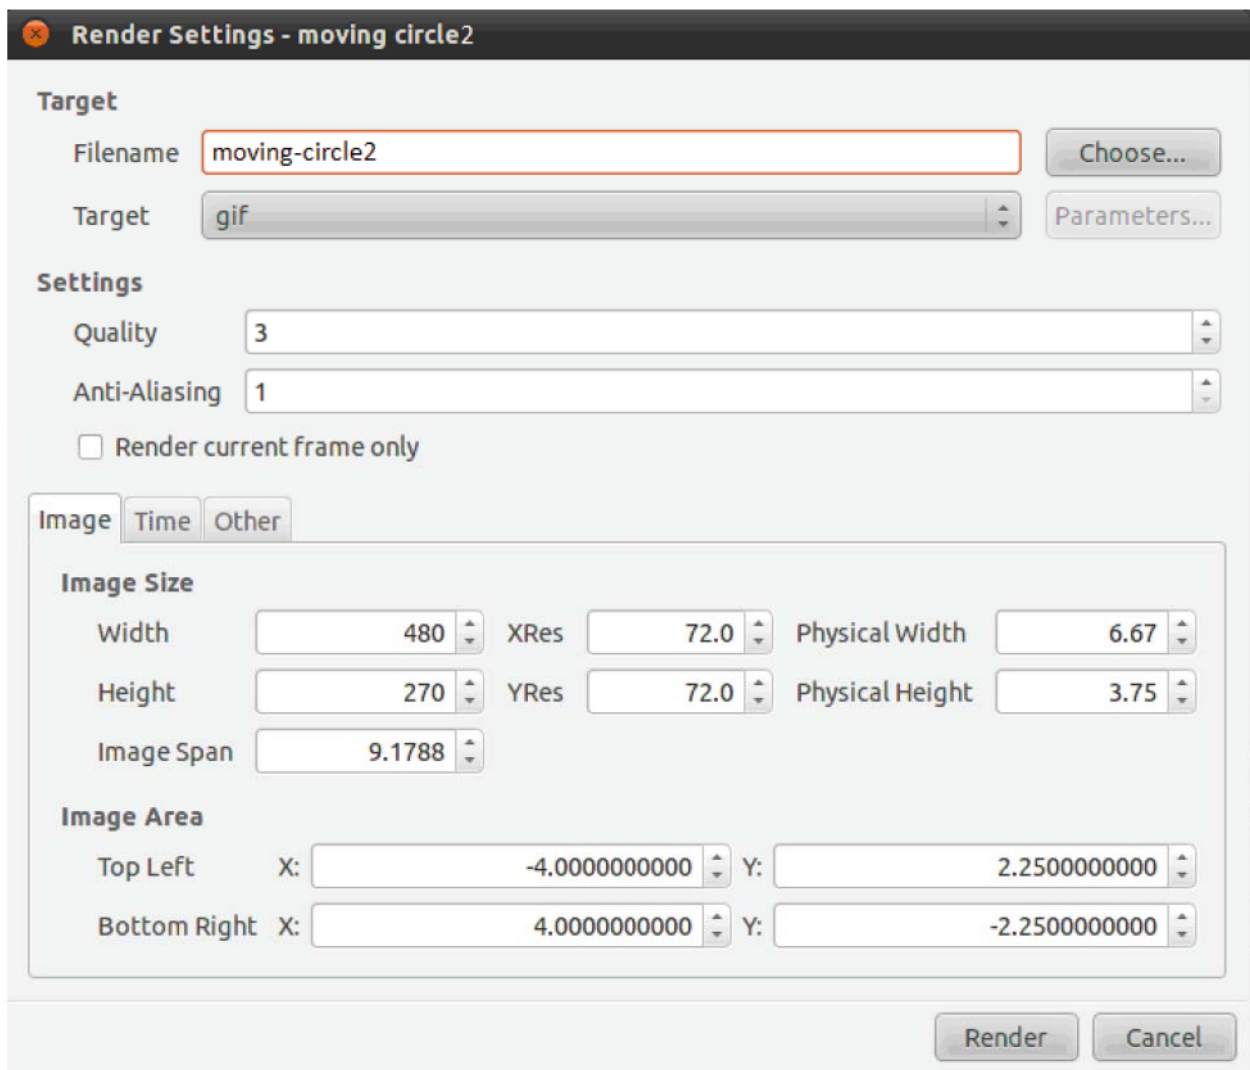 Render Settings - moving circle2
Target
Filename moving-circle2 Choose...
Target gif Parameters...
Settings
Quality 3
Anti-Aliasing 1
Render current frame only
Image Time Other
Image Size
Width 480 XRes 72.0 Physical Width 6.67
Height 270 YRes 72.0 Physical Height 3.75
Image Span 9.1788
Image Area
Top Left X: -4.0000000000 Y: 2.2500000000
Bottom Right X: 4.0000000000 Y: -2.2500000000
Render Cancel